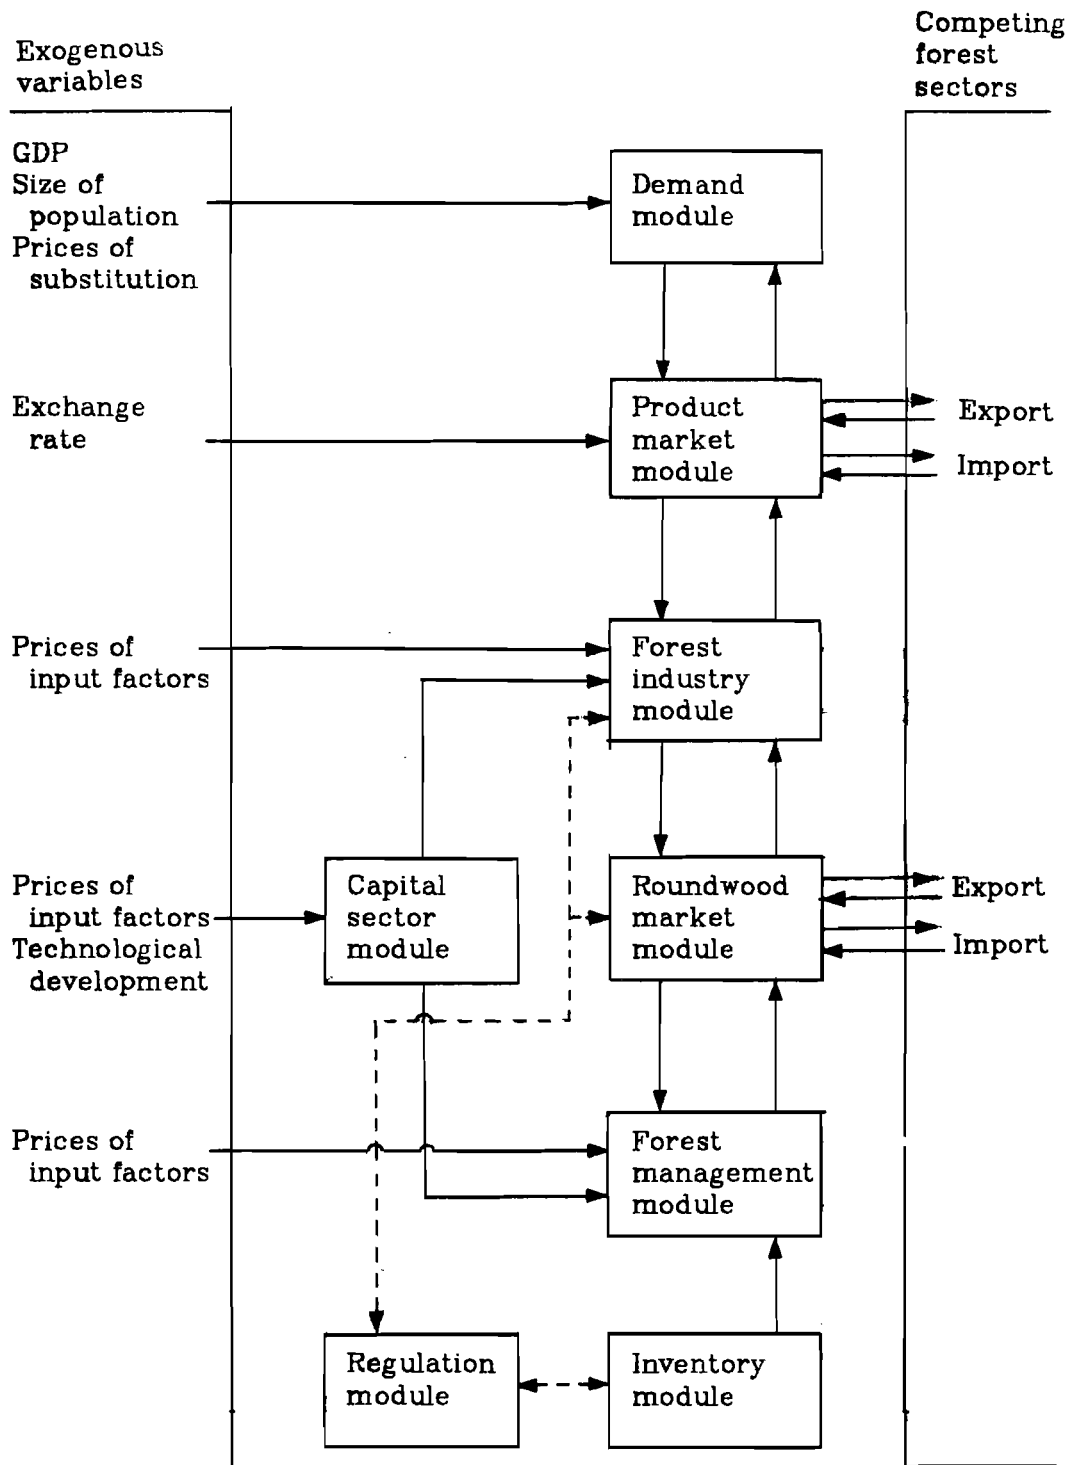 Exogenous
variables
Competing
forest
sectors
GDP
Size of
population
Prices of
substitution
Demand
module
Exchange
rate
Product
market
module
Export
Import
Prices of
input factors
Forest
industry
module
Prices of
input factors
Technological
development
Capital
sector
module
Roundwood
market
module
Export
Import
Prices of
input factors
Forest
management
module
Regulation
module
Inventory
module